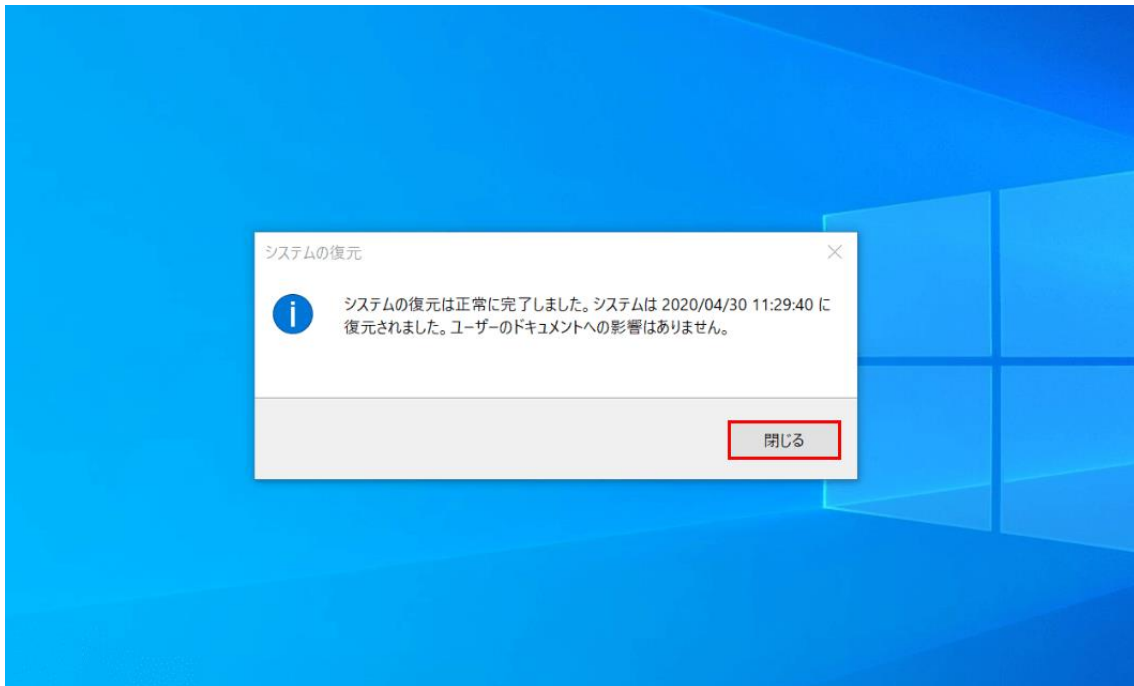 システムの復元
システムの復元は正常に完了しました。システムは 2020/04/30 11:29:40 に
復元されました。ユーザーのドキュメントへの影響はありません。
閉じる